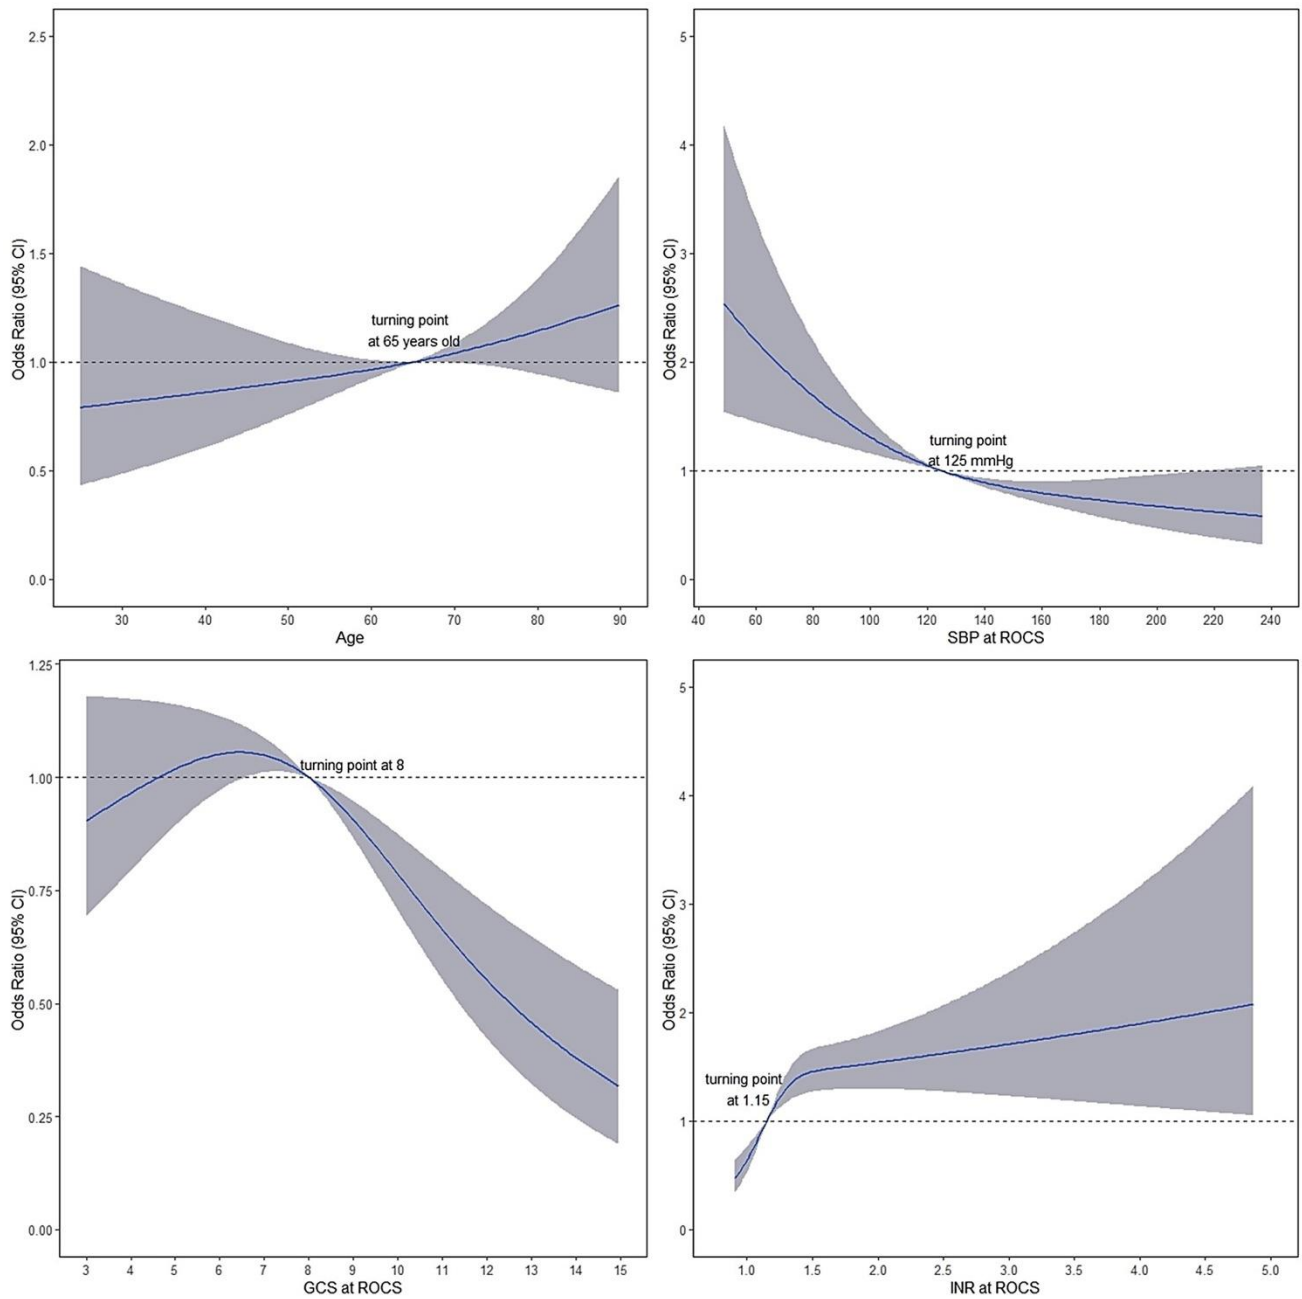 2.5
2.0
1.5
1.0
0.5
0.0
Odds Ratio (95% CI)
turning point
at 65 years old
30 40 50 60 70 80 90
Age
5
4
3
2
1
0
Odds Ratio (95% CI)
turning point
at 125 mmHg
40 60 80 100 120 140 160 180 200 220 240
SBP at ROCS
1.25
1.00
0.75
0.50
0.25
0.00
Odds Ratio (95% CI)
turning point at 8
3 4 5 6 7 8 9 10 11 12 13 14 15
GCS at ROCS
5
4
3
2
1
0
Odds Ratio (95% CI)
turning point
at 1.15
1.0 1.5 2.0 2.5 3.0 3.5 4.0 4.5 5.0
INR at ROCS